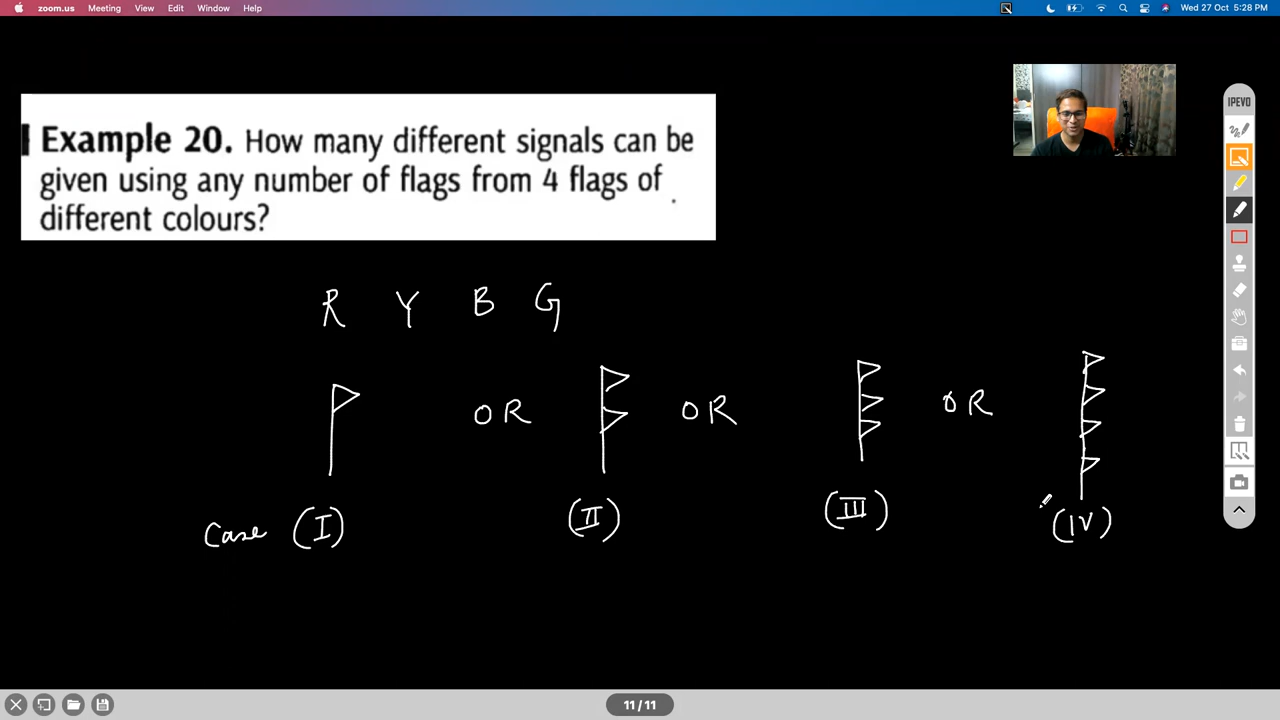 zoom.us Meeting View Edit Window Help Wed 27 Oct 5:28 PM
IPEVO
Example 20. How many different signals can be
given using any number of flags from 4 flags of
different colours?
R Y B G
OR OR OR
Case (I) (II) (III) (IV)
11/11